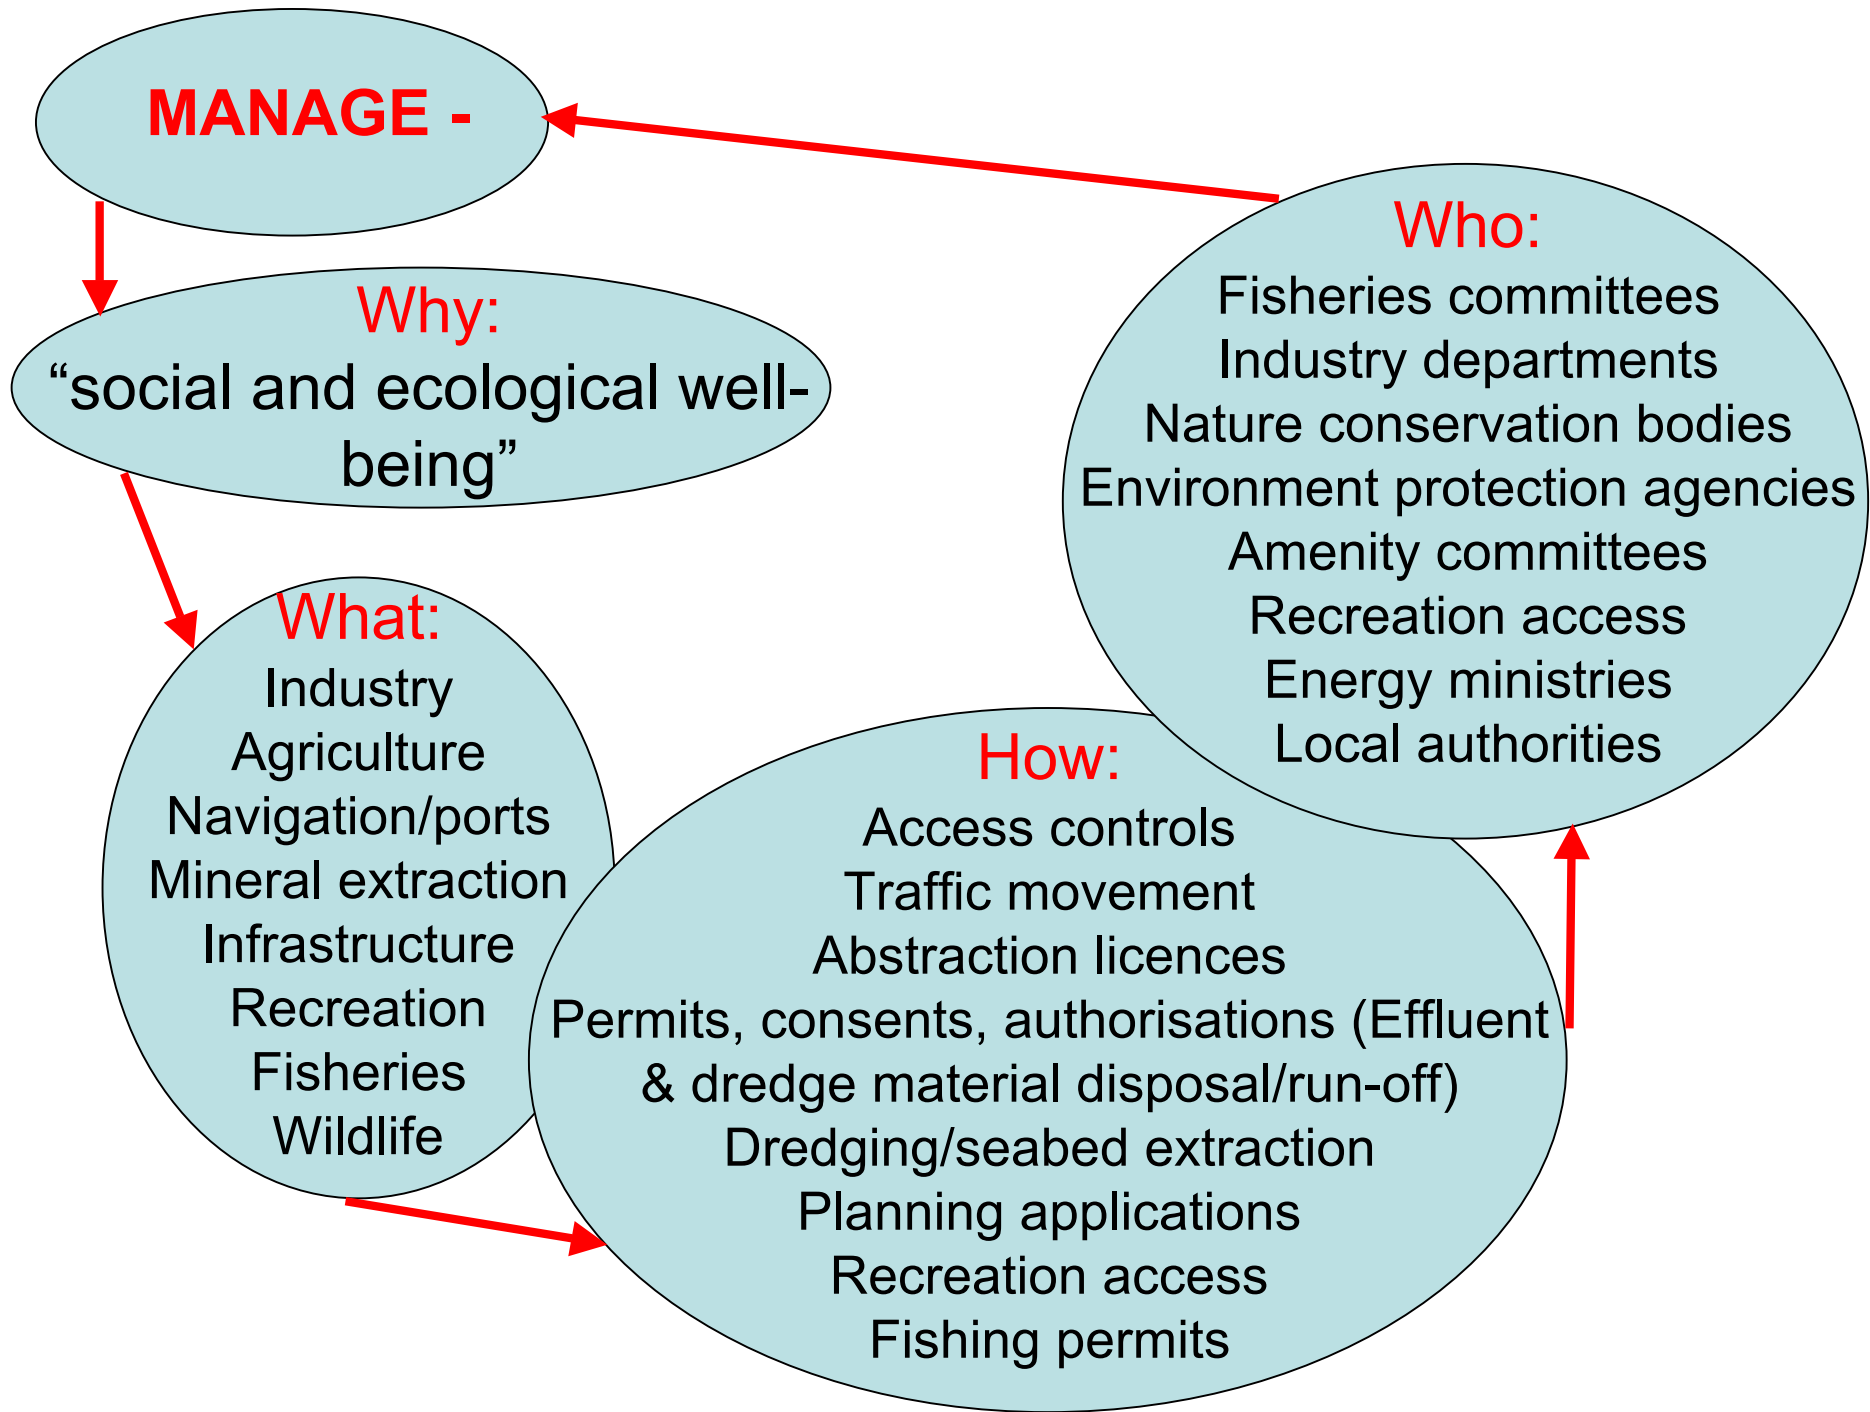 MANAGE -
Why:
“social and ecological well-
being”
What:
Industry
Agriculture
Navigation/ports
Mineral extraction
Infrastructure
Recreation
Fisheries
Wildlife
How:
Access controls
Traffic movement
Abstraction licences
Permits, consents, authorisations (Effluent
& dredge material disposal/run-off)
Dredging/seabed extraction
Planning applications
Recreation access
Fishing permits
Who:
Fisheries committees
Industry departments
Nature conservation bodies
Environment protection agencies
Amenity committees
Recreation access
Energy ministries
Local authorities